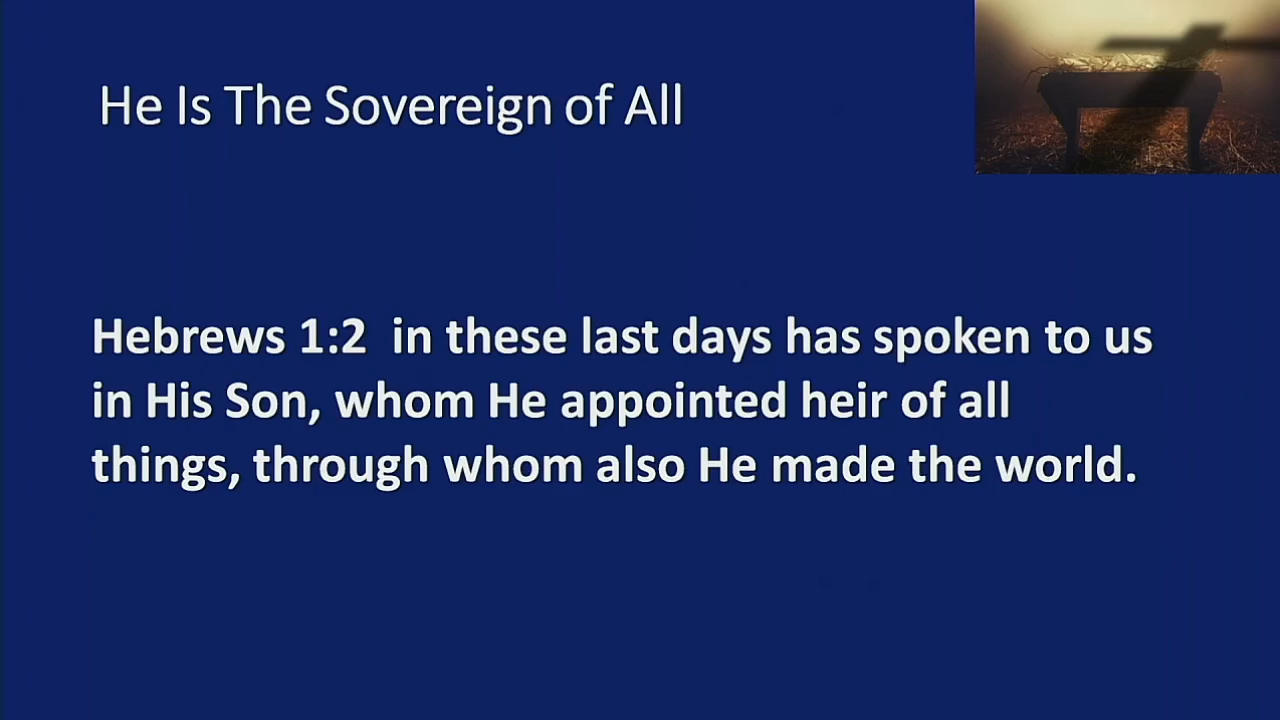 He Is The Sovereign of All
Hebrews 1:2  in these last days has spoken to us
in His Son, whom He appointed heir of all
things, through whom also He made the world.